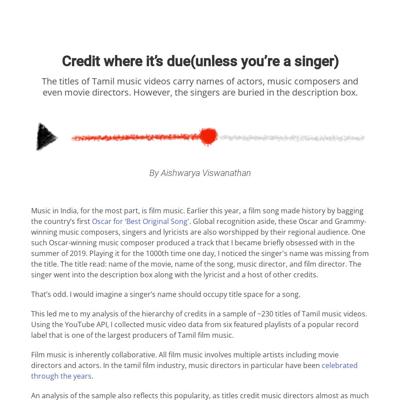 Credit where it's due(unless you're a singer)
The titles of Tamil music videos carry names of actors, music composers and
even movie directors. However, the singers are buried in the description box.
By Aishwarya Viswanathan
Music in India, for the most part, is film music. Earlier this year, a film song made history by bagging
the country's first Oscar for 'Best Original Song'. Global recognition aside, these Oscar and Grammy-
winning music composers, singers and lyricists are also worshipped by their regional audience. One
such Oscar-winning music composer produced a track that I became briefly obsessed with in the
summer of 2019. Playing it for the 1000th time one day, I noticed the singer's name was missing from
the title. The title read: name of the movie, name of the song, music director, and film director. The
singer went into the description box along with the lyricist and a host of other credits.
That's odd. I would imagine a singer's name should occupy title space for a song.
This led me to my analysis of the hierarchy of credits in a sample of ~230 titles of Tamil music videos.
Using the YouTube API, I collected music video data from six featured playlists of a popular record
label that is one of the largest producers of Tamil film music.
Film music is inherently collaborative. All film music involves multiple artists including movie
directors and actors. In the tamil film industry, music directors in particular have been celebrated
through the years.
An analysis of the sample also reflects this popularity, as titles credit music directors almost as much